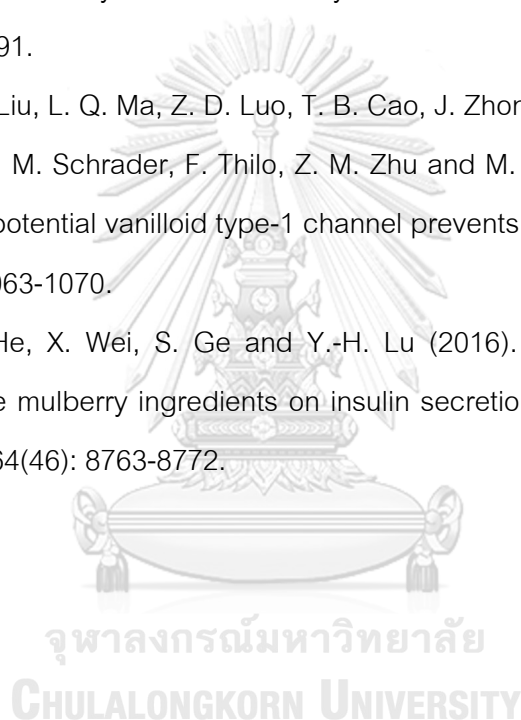 91.
Liu, L. Q. Ma, Z. D. Luo, T. B. Cao, J. Zhon
M. Schrader, F. Thilo, Z. M. Zhu and M.
potential vanilloid type-1 channel prevents
063-1070.
He, X. Wei, S. Ge and Y.-H. Lu (2016).
e mulberry ingredients on insulin secretio
64(46): 8763-8772.
จุฬาลงกรณ์มหาวิทยาลัย
CHULALONGKORN UNIVERSITY